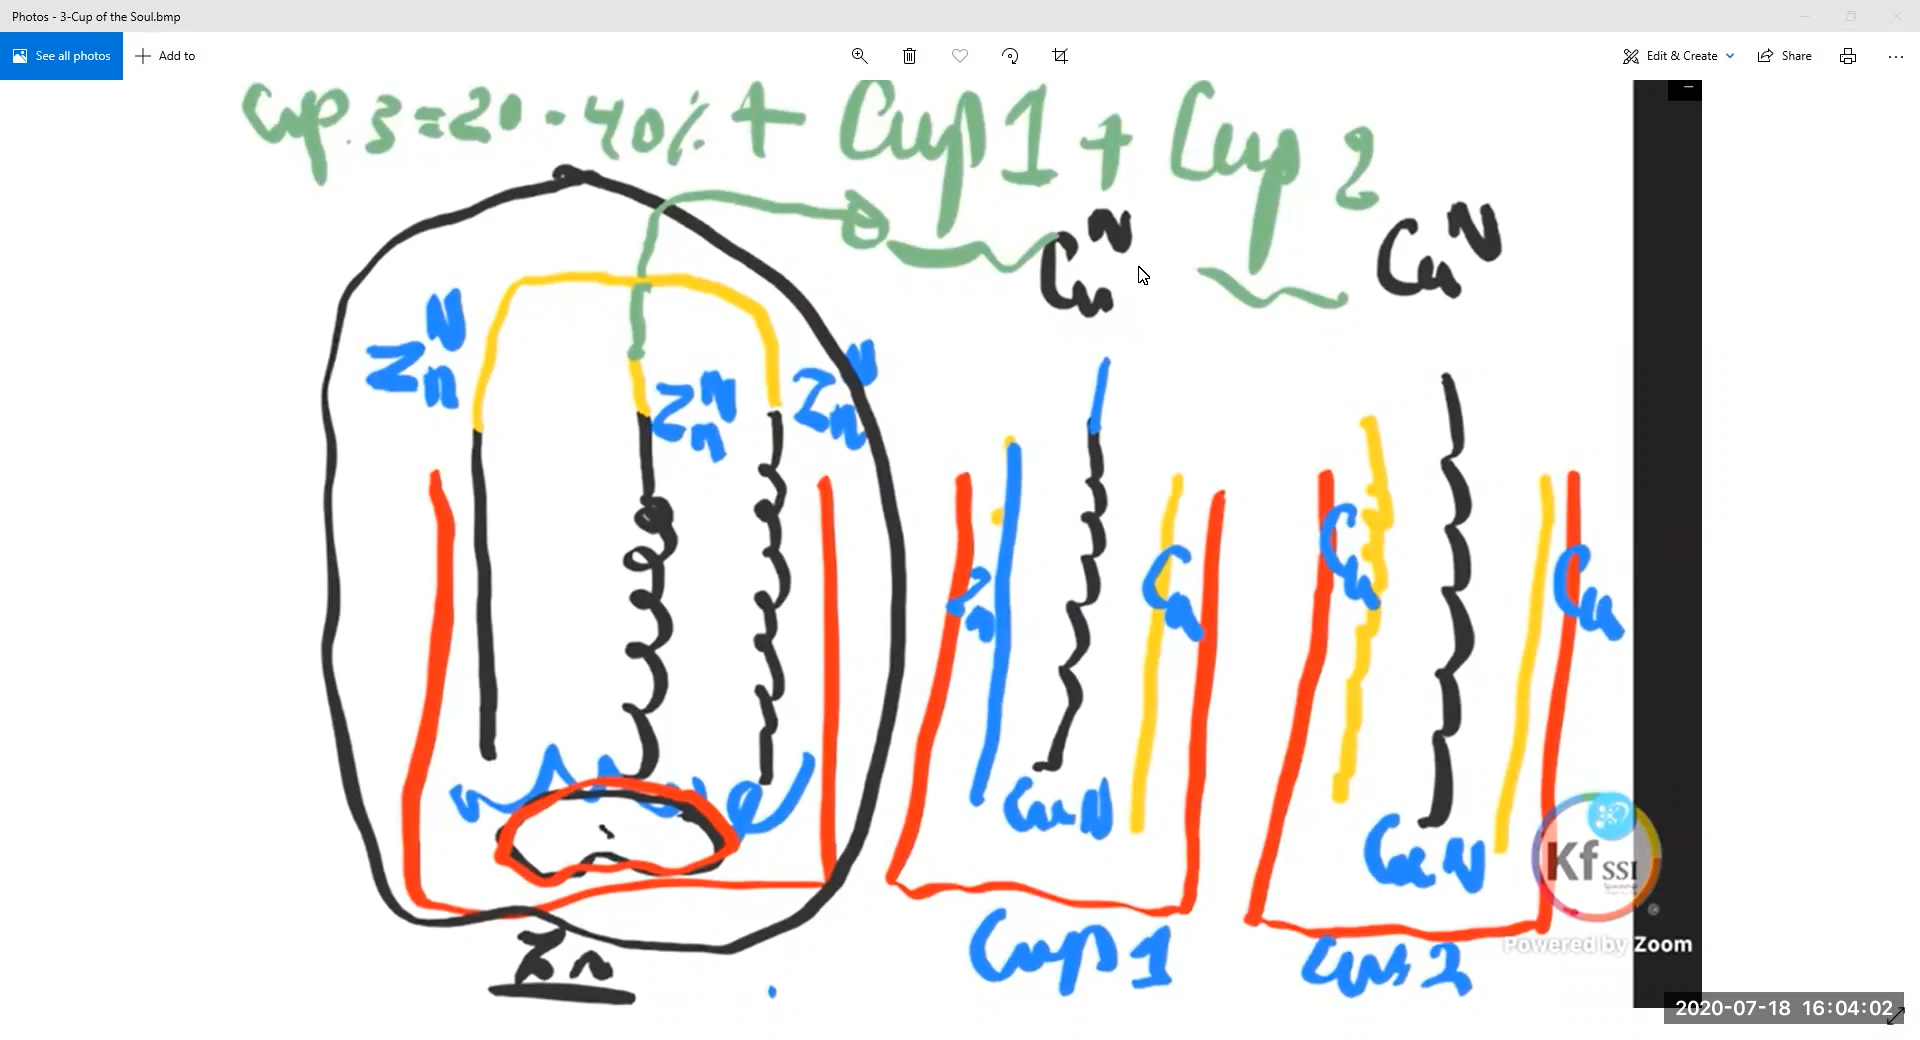 Photos - 3-Cup of the Soul.bmp
See all photos
Add to
Edit & Create
Share
Cup 3=20-40% + Cup 1 + Cup 2
Cu N
Cu N
Zn N
Zn N
Zn N
Zn
Cu
Cu
Cu
Cu N
Cu N
Kf SSI
Powered by Zoom
Cup 1
Cup 2
Zn
2020-07-18 16:04:02